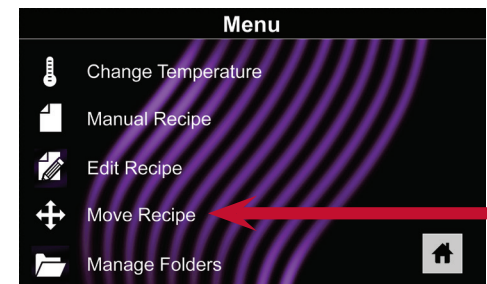 Menu
Change Temperature
Manual Recipe
Edit Recipe
Move Recipe
Manage Folders